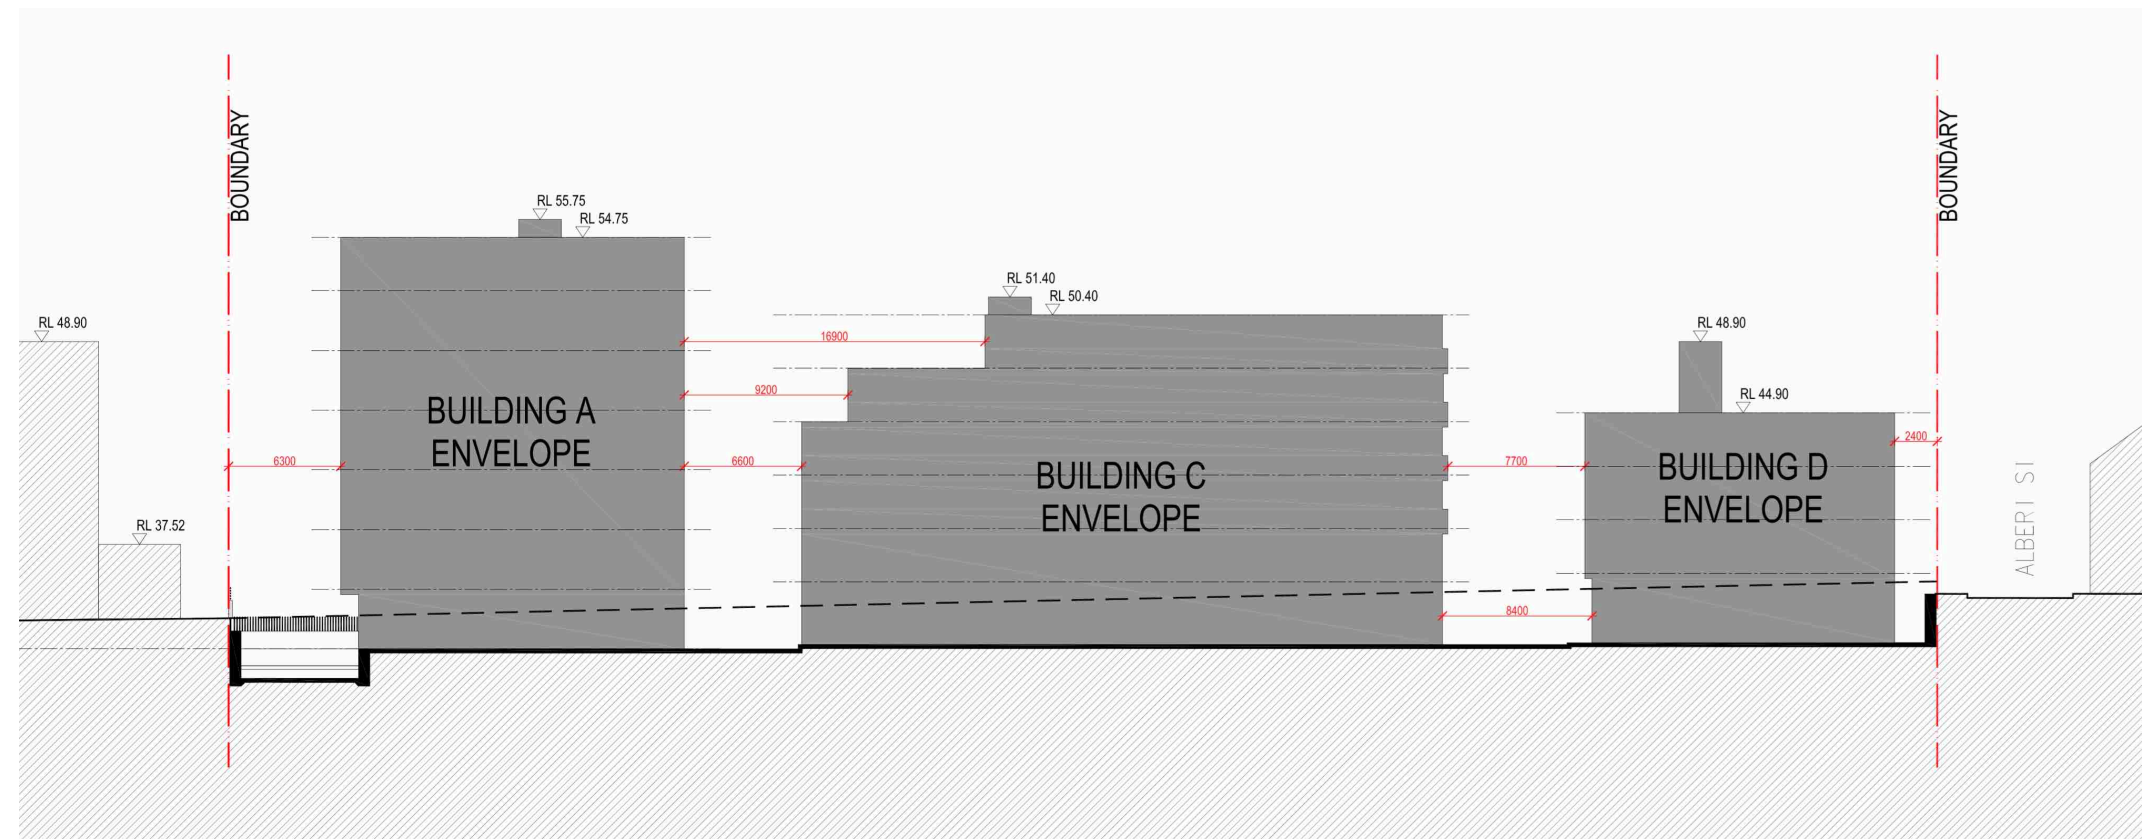 BOUNDARY
BOUNDARY
RL 55.75
RL 54.75
RL 51.40
RL 50.40
RL 48.90
16900
RL 48.90
9200
RL 44.90
BUILDING A
ENVELOPE
2400
6300
6600
BUILDING C
ENVELOPE
7700
BUILDING D
ENVELOPE
RL 37.52
ALBER I SI
8400